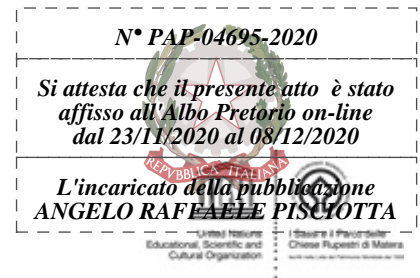 N° PAP-04695-2020
Si attesta che il presente atto è stato
affisso all'Albo Pretorio on-line
dal 23/11/2020 al 08/12/2020
REPVBBLICA ITALIANA
L'incaricato della pubblicazione
ANGELO RAFFAELE PISCIOTTA
United Nations
Educational, Scientific and
Cultural Organization
I Sassi e il Parco delle
Chiese Rupestri di Matera